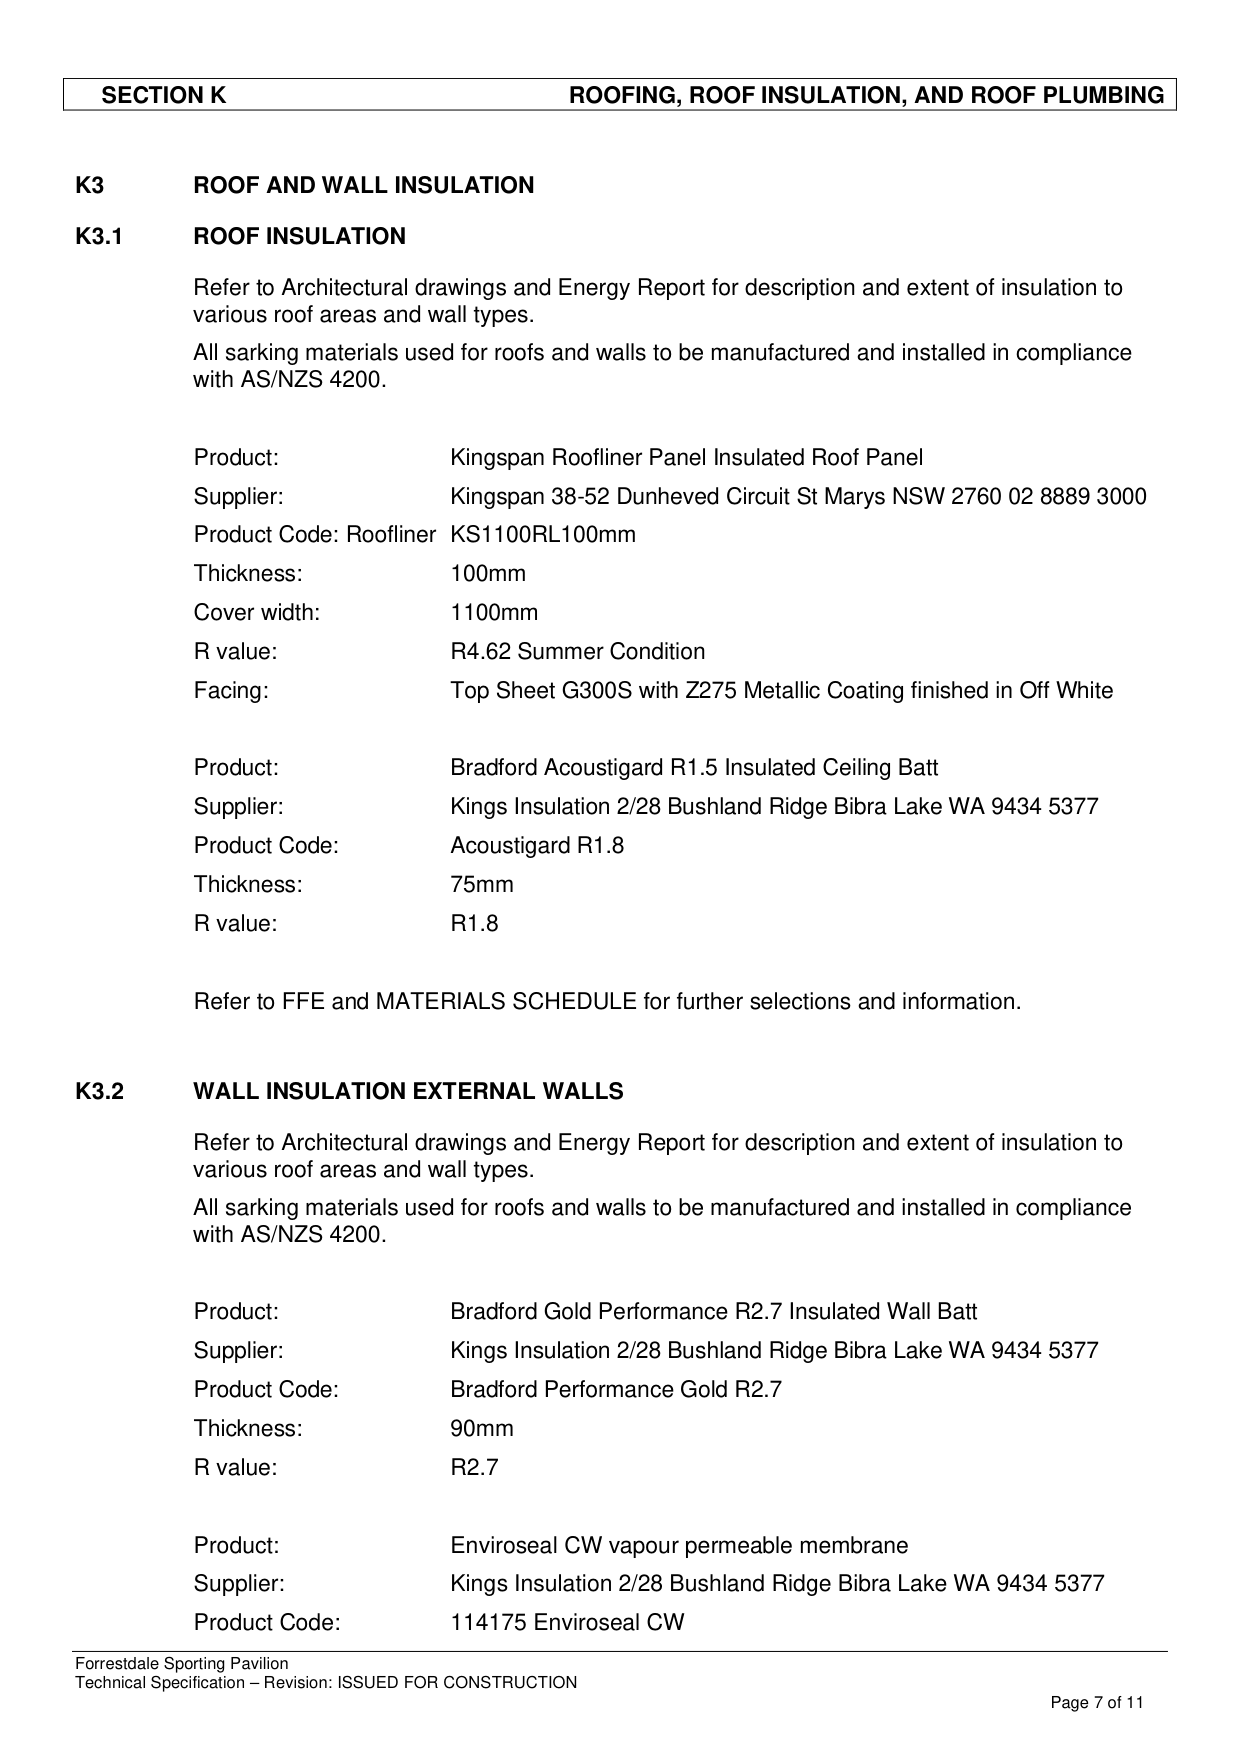 SECTION K ROOFING, ROOF INSULATION, AND ROOF PLUMBING
K3 ROOF AND WALL INSULATION
K3.1 ROOF INSULATION
Refer to Architectural drawings and Energy Report for description and extent of insulation to
various roof areas and wall types.
All sarking materials used for roofs and walls to be manufactured and installed in compliance
with AS/NZS 4200.
Product: Kingspan Roofliner Panel Insulated Roof Panel
Supplier: Kingspan 38-52 Dunheved Circuit St Marys NSW 2760 02 8889 3000
Product Code: Roofliner KS1100RL100mm
Thickness: 100mm
Cover width: 1100mm
R value: R4.62 Summer Condition
Facing: Top Sheet G300S with Z275 Metallic Coating finished in Off White
Product: Bradford Acoustigard R1.5 Insulated Ceiling Batt
Supplier: Kings Insulation 2/28 Bushland Ridge Bibra Lake WA 9434 5377
Product Code: Acoustigard R1.8
Thickness: 75mm
R value: R1.8
Refer to FFE and MATERIALS SCHEDULE for further selections and information.
K3.2 WALL INSULATION EXTERNAL WALLS
Refer to Architectural drawings and Energy Report for description and extent of insulation to
various roof areas and wall types.
All sarking materials used for roofs and walls to be manufactured and installed in compliance
with AS/NZS 4200.
Product: Bradford Gold Performance R2.7 Insulated Wall Batt
Supplier: Kings Insulation 2/28 Bushland Ridge Bibra Lake WA 9434 5377
Product Code: Bradford Performance Gold R2.7
Thickness: 90mm
R value: R2.7
Product: Enviroseal CW vapour permeable membrane
Supplier: Kings Insulation 2/28 Bushland Ridge Bibra Lake WA 9434 5377
Product Code: 114175 Enviroseal CW
Forrestdale Sporting Pavilion
Technical Specification – Revision: ISSUED FOR CONSTRUCTION
Page 7 of 11